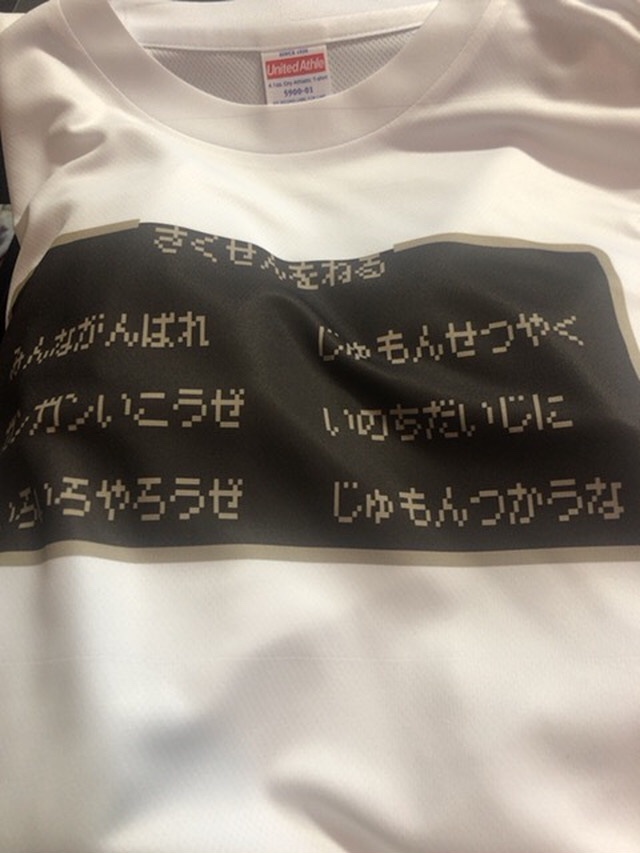 United Athle
5900-01
さくせんをねる
みんながんばれ じゅもんせつやく
ンガンいこうぜ いのちだいじに
いろいろやろうぜ じゅもんつかうな